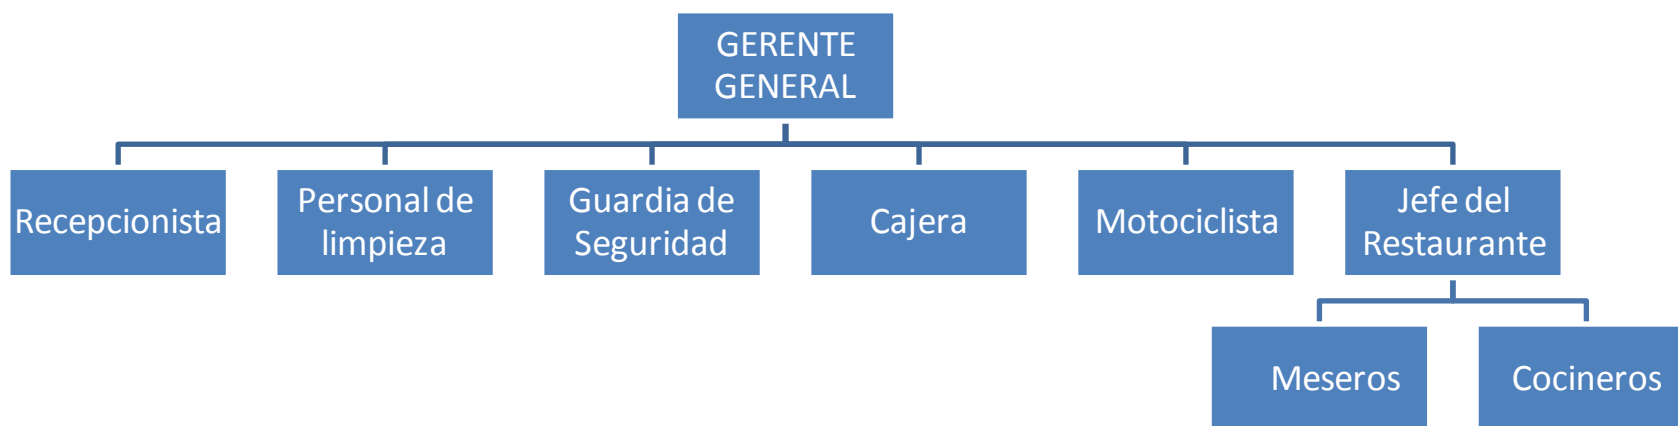 GERENTE
GENERAL
Recepcionista
Personal de
limpieza
Guardia de
Seguridad
Cajera
Motociclista
Jefe del
Restaurante
Meseros
Cocineros